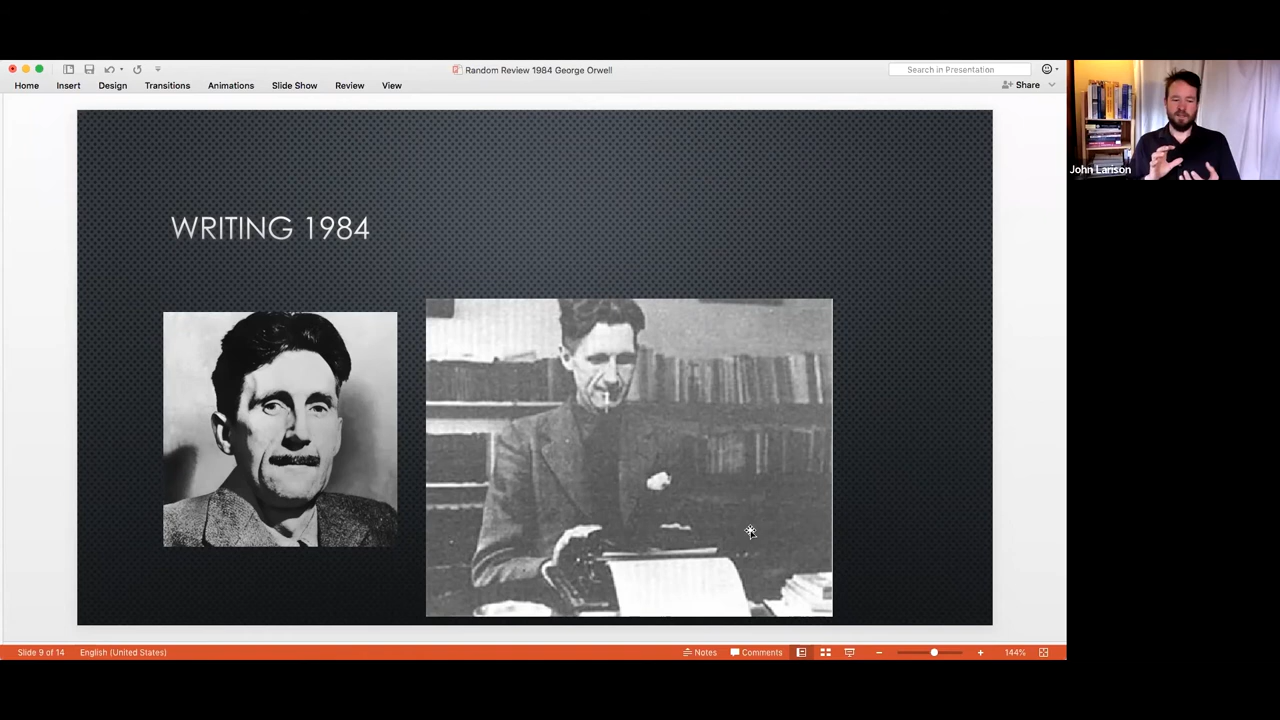 Random Review 1984 George Orwell
Search in Presentation
Home Insert Design Transitions Animations Slide Show Review View
Share
WRITING 1984
John Larison
Slide 9 of 14
English (United States)
Notes
Comments
144%